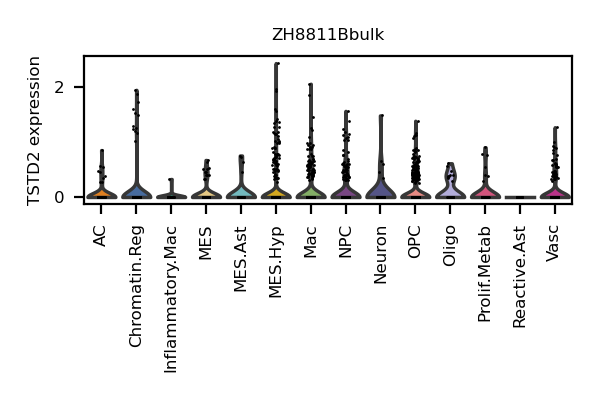 ZH8811Bbulk
TSTD2 expression
2
0
AC
Chromatin.Reg
Inflammatory.Mac
MES
MES.Ast
MES.Hyp
Mac
NPC
Neuron
OPC
Oligo
Prolif.Metab
Reactive.Ast
Vasc